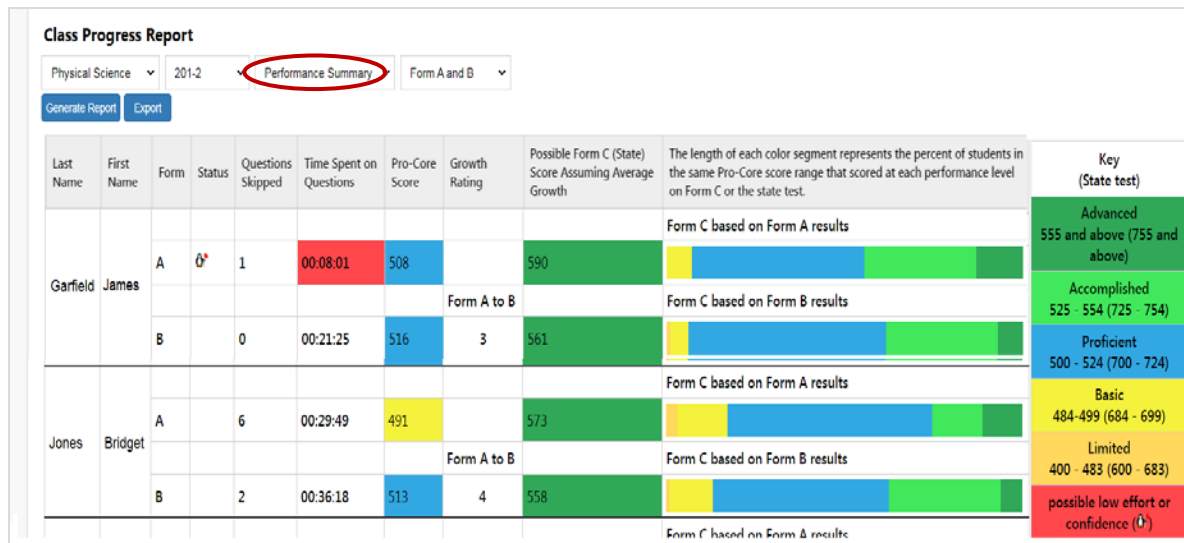 Class Progress Report
Physical Science 201-2 Performance Summary Form A and B
Generate Report Export
Last Name First Name Form Status Questions Skipped Time Spent on Questions Pro-Core Score Growth Rating Possible Form C (State) Score Assuming Average Growth The length of each color segment represents the percent of students in the same Pro-Core score range that scored at each performance level on Form C or the state test.
Form C based on Form A results
Garfield James A 1 00:08:01 508 590
Form A to B Form C based on Form B results
B 0 00:21:25 516 3 561
Form C based on Form A results
Jones Bridget A 6 00:29:49 491 573
Form A to B Form C based on Form B results
B 2 00:36:18 513 4 558
Form C based on Form A results
Key
(State test)
Advanced
555 and above (755 and
above)
Accomplished
525 - 554 (725 - 754)
Proficient
500 - 524 (700 - 724)
Basic
484-499 (684 - 699)
Limited
400 - 483 (600 - 683)
possible low effort or
confidence ( )